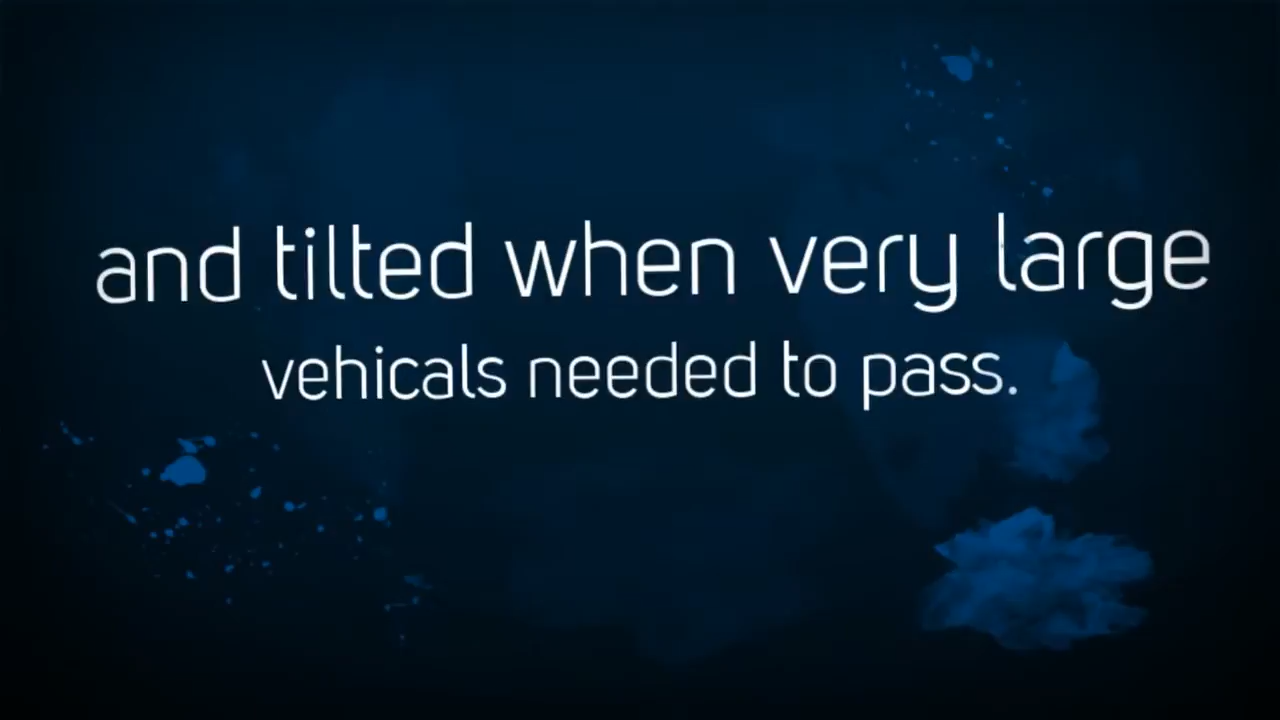 and tilted when very large
vehicals needed to pass.